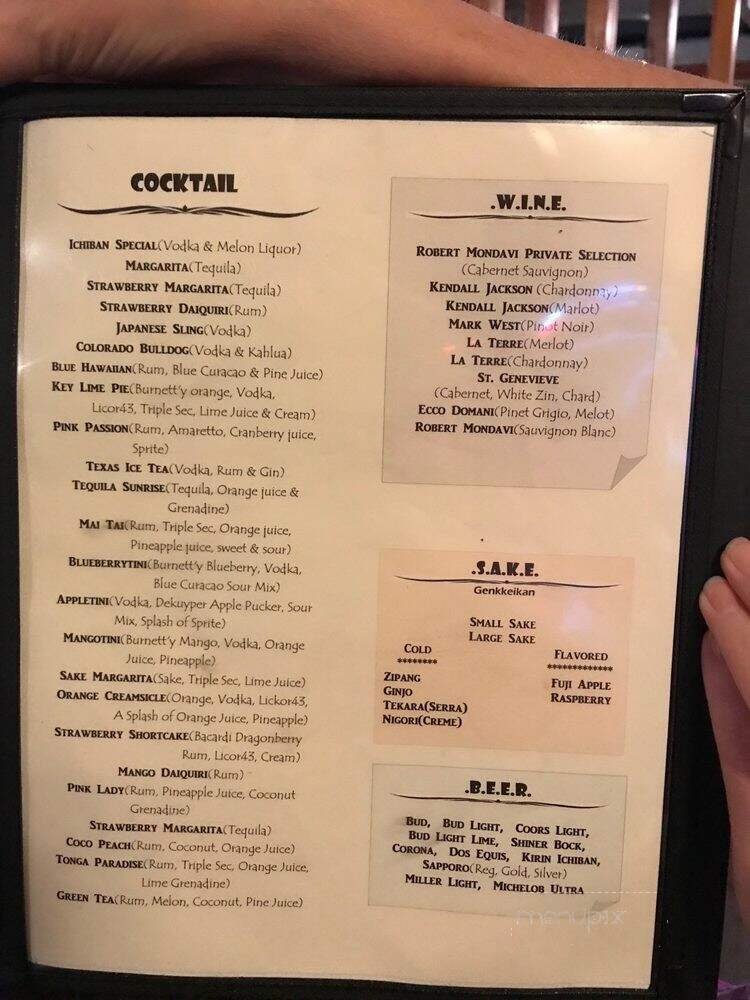 COCKTAIL
ICHIBAN SPECIAL(Vodka & Melon Liquor)
MARGARITA(Tequila)
STRAWBERRY MARGARITA(Tequila)
STRAWBERRY DAIQUIRI(Rum)
JAPANESE SLING(Vodka)
COLORADO BULLDOG(Vodka & Kahlua)
BLUE HAWAIIAN(Rum, Blue Curacao & Pine Juice)
KEY LIME PIE(Burnett'y orange, Vodka,
Licor43, Triple Sec, Lime Juice & Cream)
PINK PASSION(Rum, Amaretto, Cranberry juice,
Sprite)
TEXAS ICE TEA(Vodka, Rum & Gin)
TEQUILA SUNRISE(Tequila, Orange juice &
Grenadine)
MAI TAI(Rum, Triple Sec, Orange juice,
Pineapple juice, sweet & sour)
BLUEBERRYTINI(Burnett'y Blueberry, Vodka,
Blue Curacao Sour Mix)
APPLETINI(Vodka, Dekuyper Apple Pucker, Sour
Mix, Splash of Sprite)
MANGOTINI(Burnett'y Mango, Vodka, Orange
Juice, Pineapple)
SAKE MARGARITA(Sake, Triple Sec, Lime Juice)
ORANGE CREAMSICLE(Orange, Vodka, Lickor43,
A Splash of Orange Juice, Pineapple)
STRAWBERRY SHORTCAKE(Bacardi Dragonberry
Rum, Licor43, Cream)
MANGO DAIQUIRI(Rum)
PINK LADY(Rum, Pineapple Juice, Coconut
Grenadine)
STRAWBERRY MARGARITA(Tequila)
COCO PEACH(Rum, Coconut, Orange Juice)
TONGA PARADISE(Rum, Triple Sec, Orange Juice,
Lime Grenadine)
GREEN TEA(Rum, Melon, Coconut, Pine Juice)
.W.I.N.E.
ROBERT MONDAVI PRIVATE SELECTION
(Cabernet Sauvignon)
KENDALL JACKSON (Chardonnay)
KENDALL JACKSON(Marlot)
MARK WEST(Pinot Noir)
LA TERRE(Merlot)
LA TERRE(Chardonnay)
ST. GENEVIEVE
(Cabernet, White Zin, Chard)
ECCO DOMANI(Pinet Grigio, Melot)
ROBERT MONDAVI(Sauvignon Blanc)
.S.A.K.E.
Genkkeikan
SMALL SAKE
LARGE SAKE
COLD
********
ZIPANG
GINJO
TEKARA(SERRA)
NIGORI(CREME)
FLAVORED
*************
FUJI APPLE
RASPBERRY
.B.E.E.R.
BUD, BUD LIGHT, COORS LIGHT,
BUD LIGHT LIME, SHINER BOCK,
CORONA, DOS EQUIS, KIRIN ICHIBAN,
SAPPORO(Reg, Gold, Silver)
MILLER LIGHT, MICHELOB ULTRA